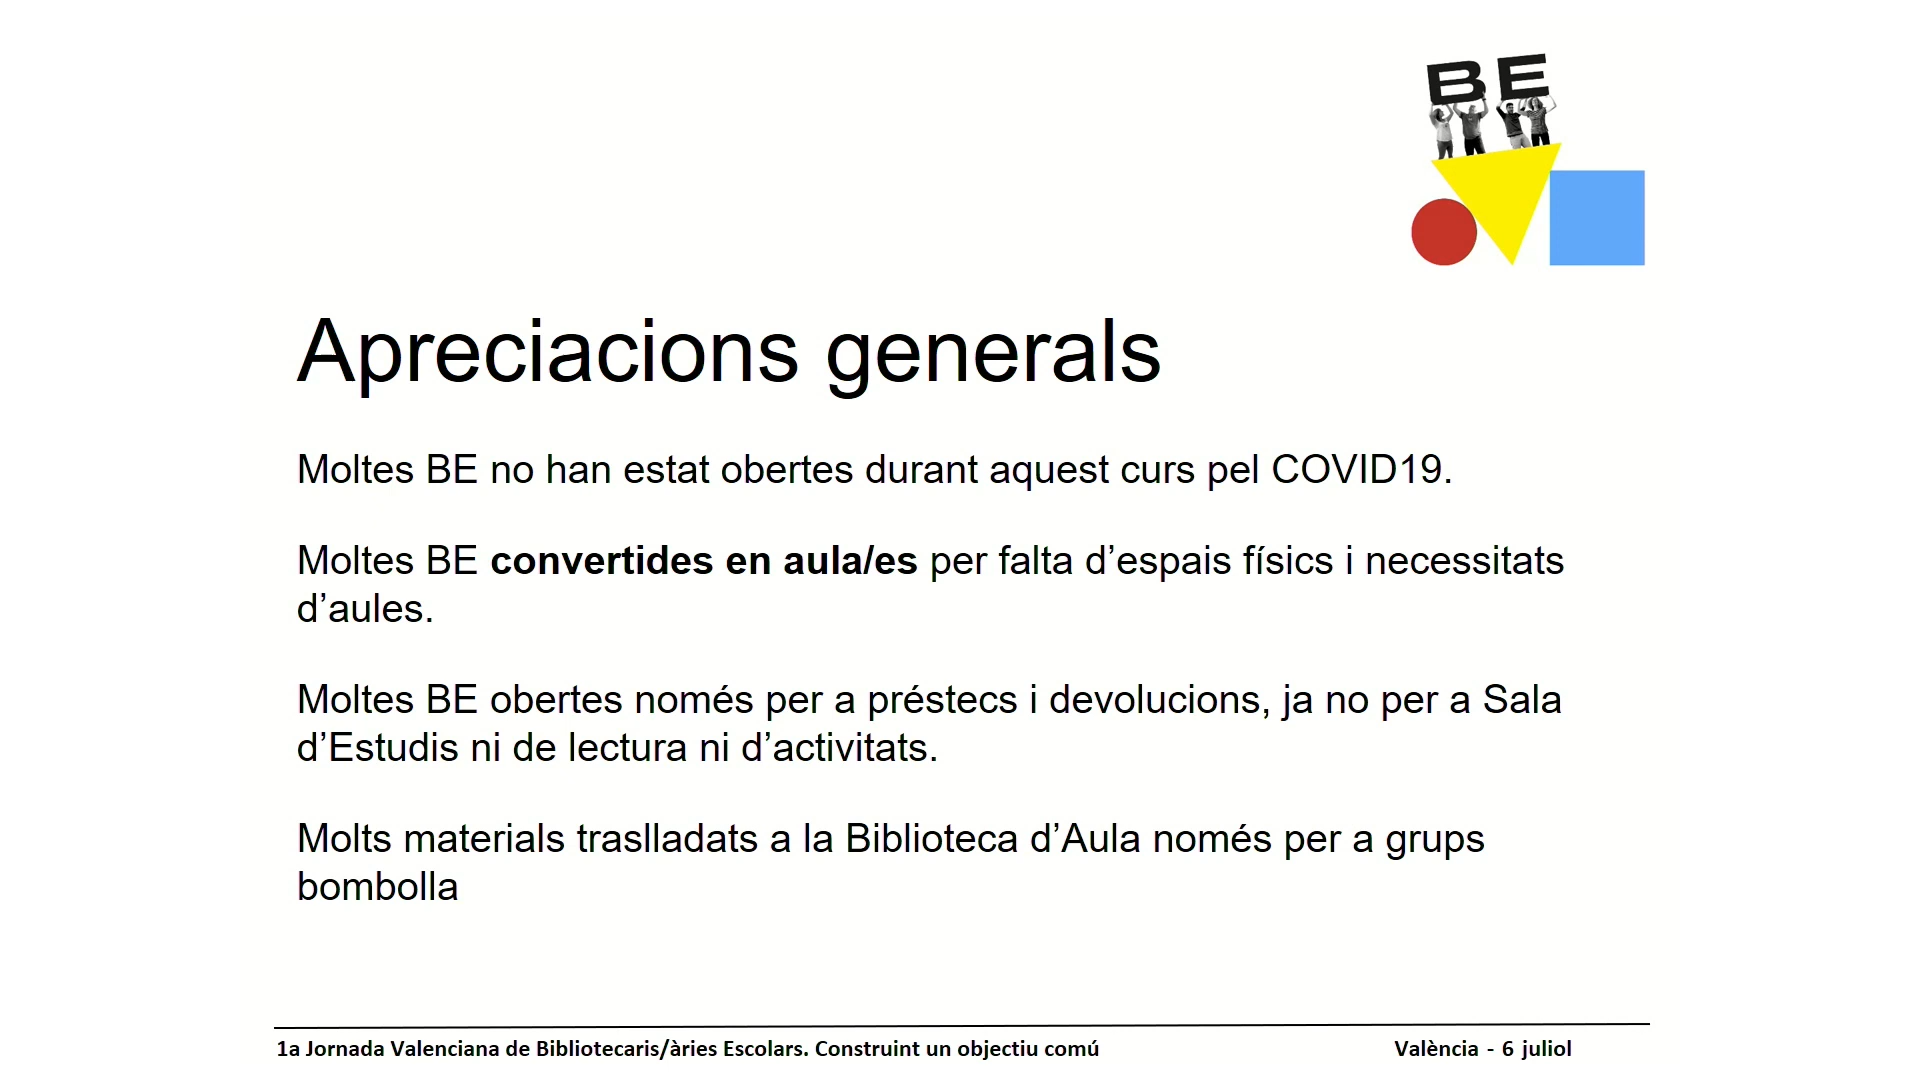 BE
Apreciacions generals
Moltes BE no han estat obertes durant aquest curs pel COVID19.
Moltes BE convertides en aula/es per falta d’espais físics i necessitats
d’aules.
Moltes BE obertes només per a préstecs i devolucions, ja no per a Sala
d’Estudis ni de lectura ni d’activitats.
Molts materials traslladats a la Biblioteca d’Aula només per a grups
bombolla
1a Jornada Valenciana de Bibliotecaris/àries Escolars. Construint un objectiu comú
València - 6 juliol